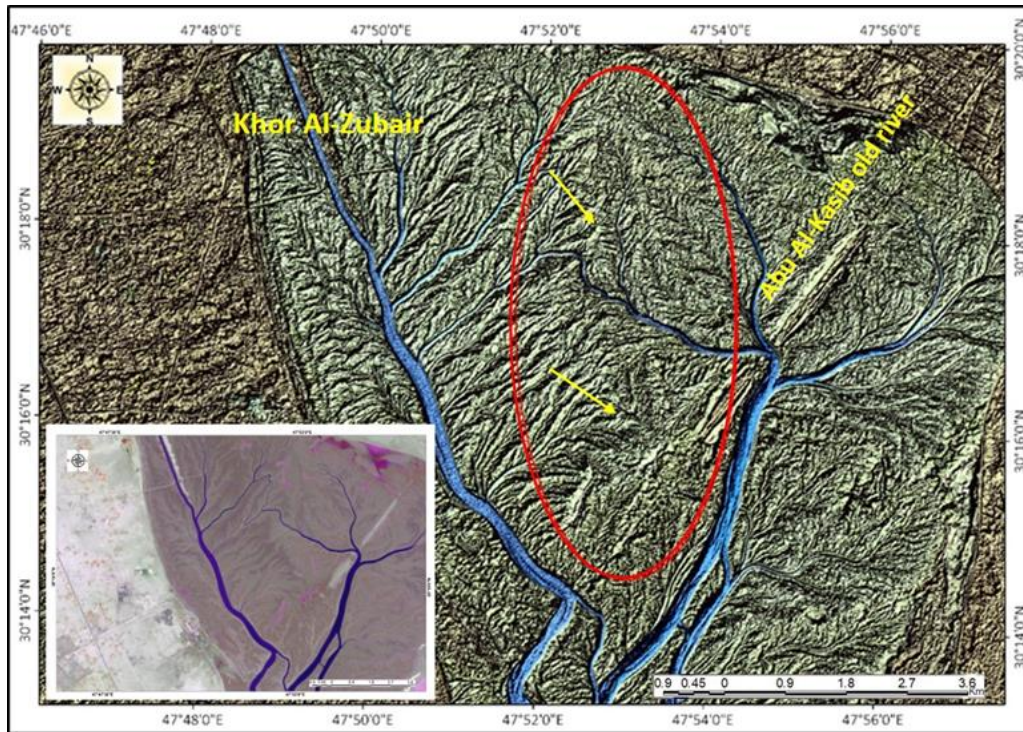 47°46'0"E 47°48'0"E 47°50'0"E 47°52'0"E 47°54'0"E 47°56'0"E
30°20'0"N
N
W E
S
Khor Al-Zubair
Abu Al-Kasib old river
30°18'0"N
30°18'0"N
30°16'0"N
30°16'0"N
30°14'0"N
30°14'0"N
0.9 0.45 0 0.9 1.8 2.7 3.6
Km
47°48'0"E 47°50'0"E 47°52'0"E 47°54'0"E 47°56'0"E